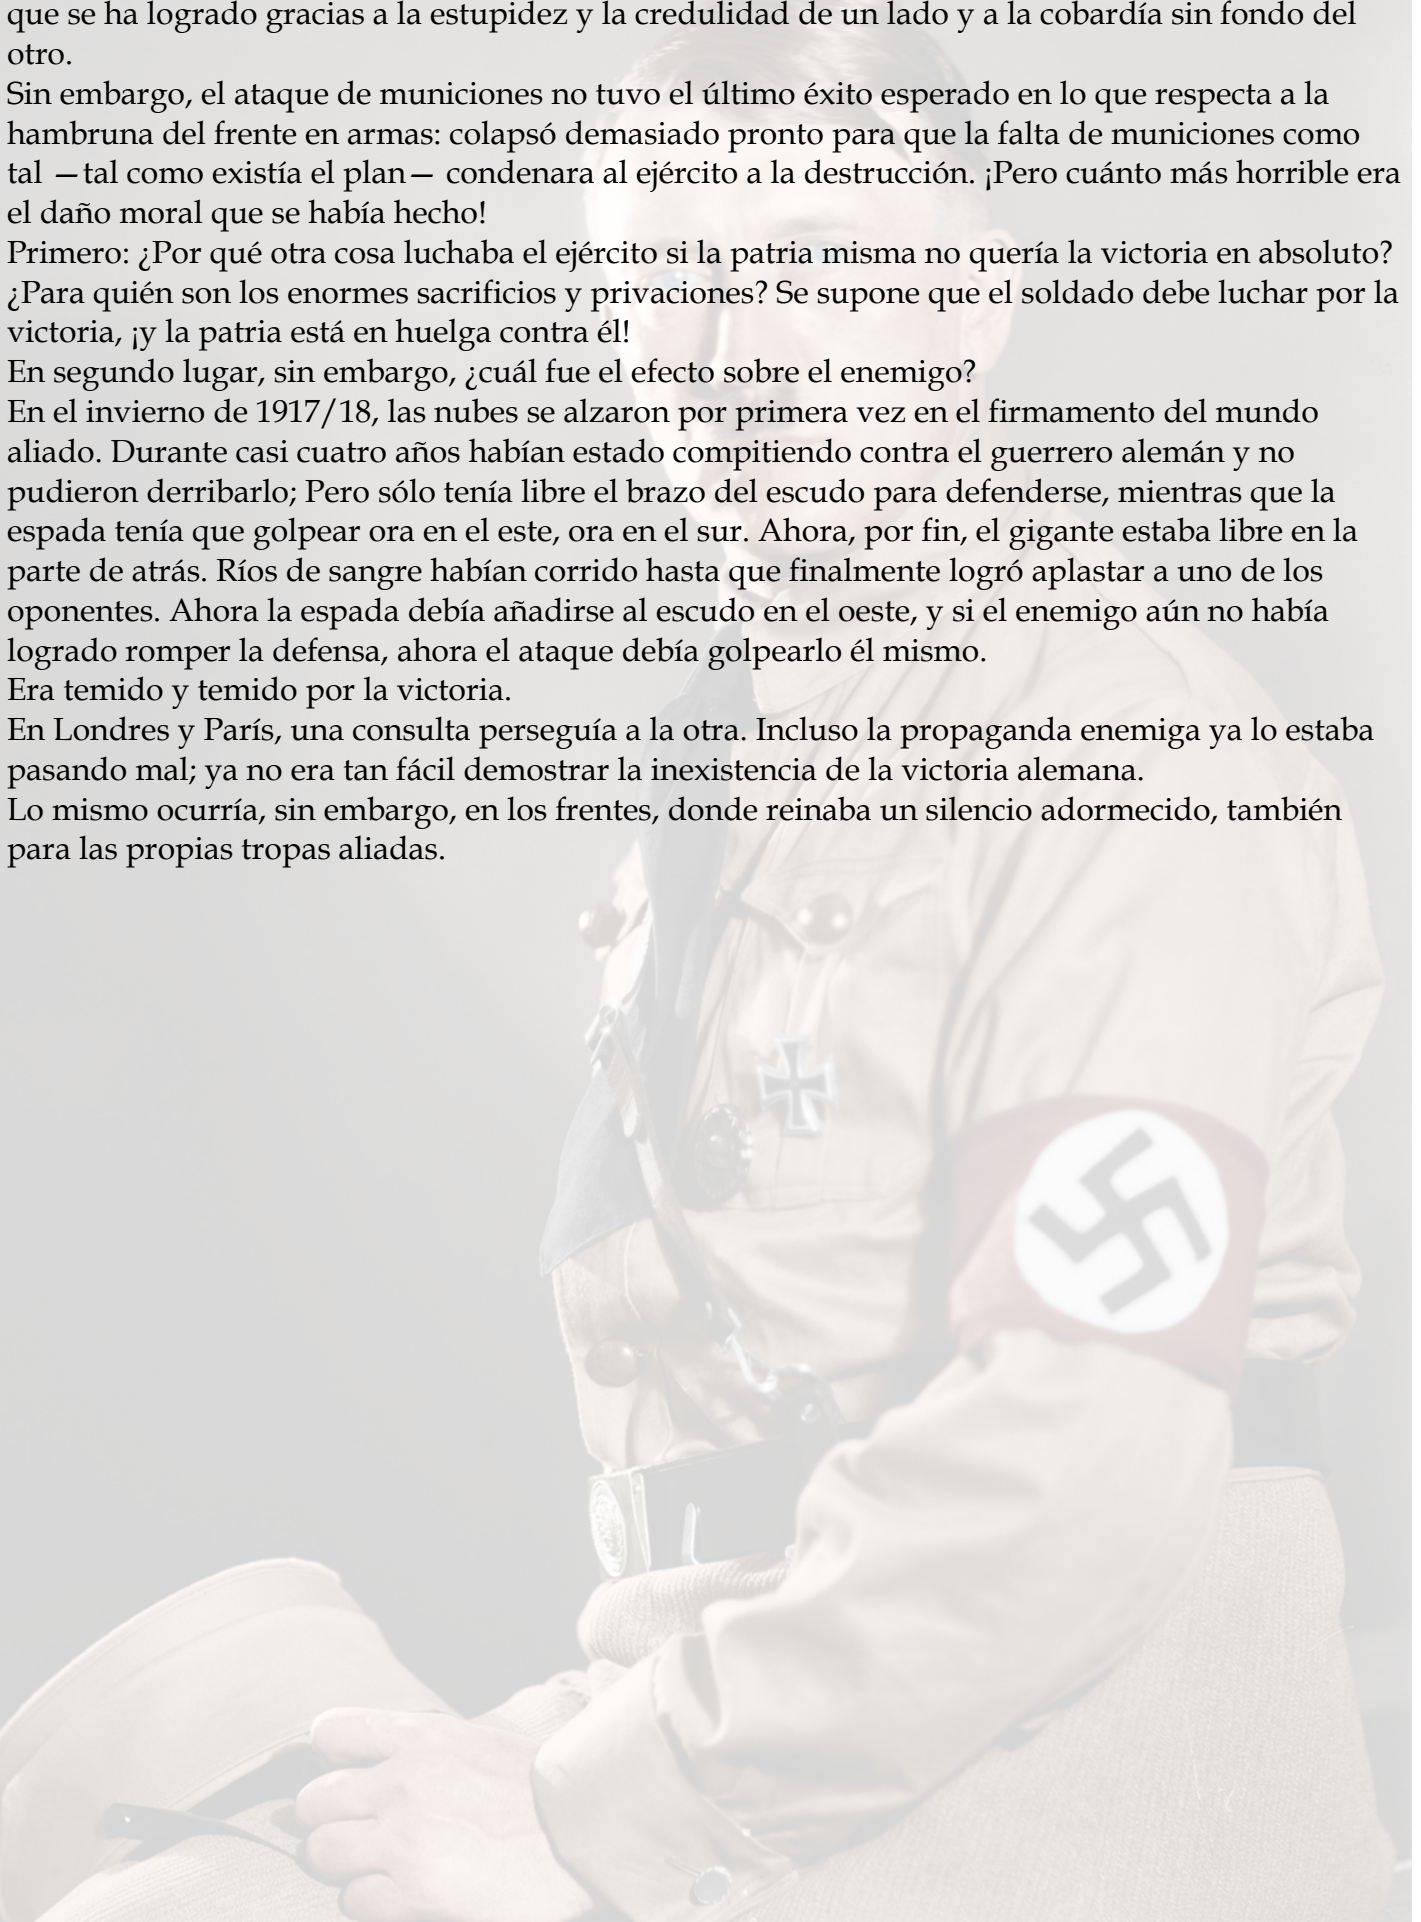 que se ha logrado gracias a la estupidez y la credulidad de un lado y a la cobardía sin fondo del
otro.
Sin embargo, el ataque de municiones no tuvo el último éxito esperado en lo que respecta a la
hambruna del frente en armas: colapsó demasiado pronto para que la falta de municiones como
tal —tal como existía el plan— condenara al ejército a la destrucción. ¡Pero cuánto más horrible era
el daño moral que se había hecho!
Primero: ¿Por qué otra cosa luchaba el ejército si la patria misma no quería la victoria en absoluto?
¿Para quién son los enormes sacrificios y privaciones? Se supone que el soldado debe luchar por la
victoria, ¡y la patria está en huelga contra él!
En segundo lugar, sin embargo, ¿cuál fue el efecto sobre el enemigo?
En el invierno de 1917/18, las nubes se alzaron por primera vez en el firmamento del mundo
aliado. Durante casi cuatro años habían estado compitiendo contra el guerrero alemán y no
pudieron derribarlo; Pero sólo tenía libre el brazo del escudo para defenderse, mientras que la
espada tenía que golpear ora en el este, ora en el sur. Ahora, por fin, el gigante estaba libre en la
parte de atrás. Ríos de sangre habían corrido hasta que finalmente logró aplastar a uno de los
oponentes. Ahora la espada debía añadirse al escudo en el oeste, y si el enemigo aún no había
logrado romper la defensa, ahora el ataque debía golpearlo él mismo.
Era temido y temido por la victoria.
En Londres y París, una consulta perseguía a la otra. Incluso la propaganda enemiga ya lo estaba
pasando mal; ya no era tan fácil demostrar la inexistencia de la victoria alemana.
Lo mismo ocurría, sin embargo, en los frentes, donde reinaba un silencio adormecido, también
para las propias tropas aliadas.